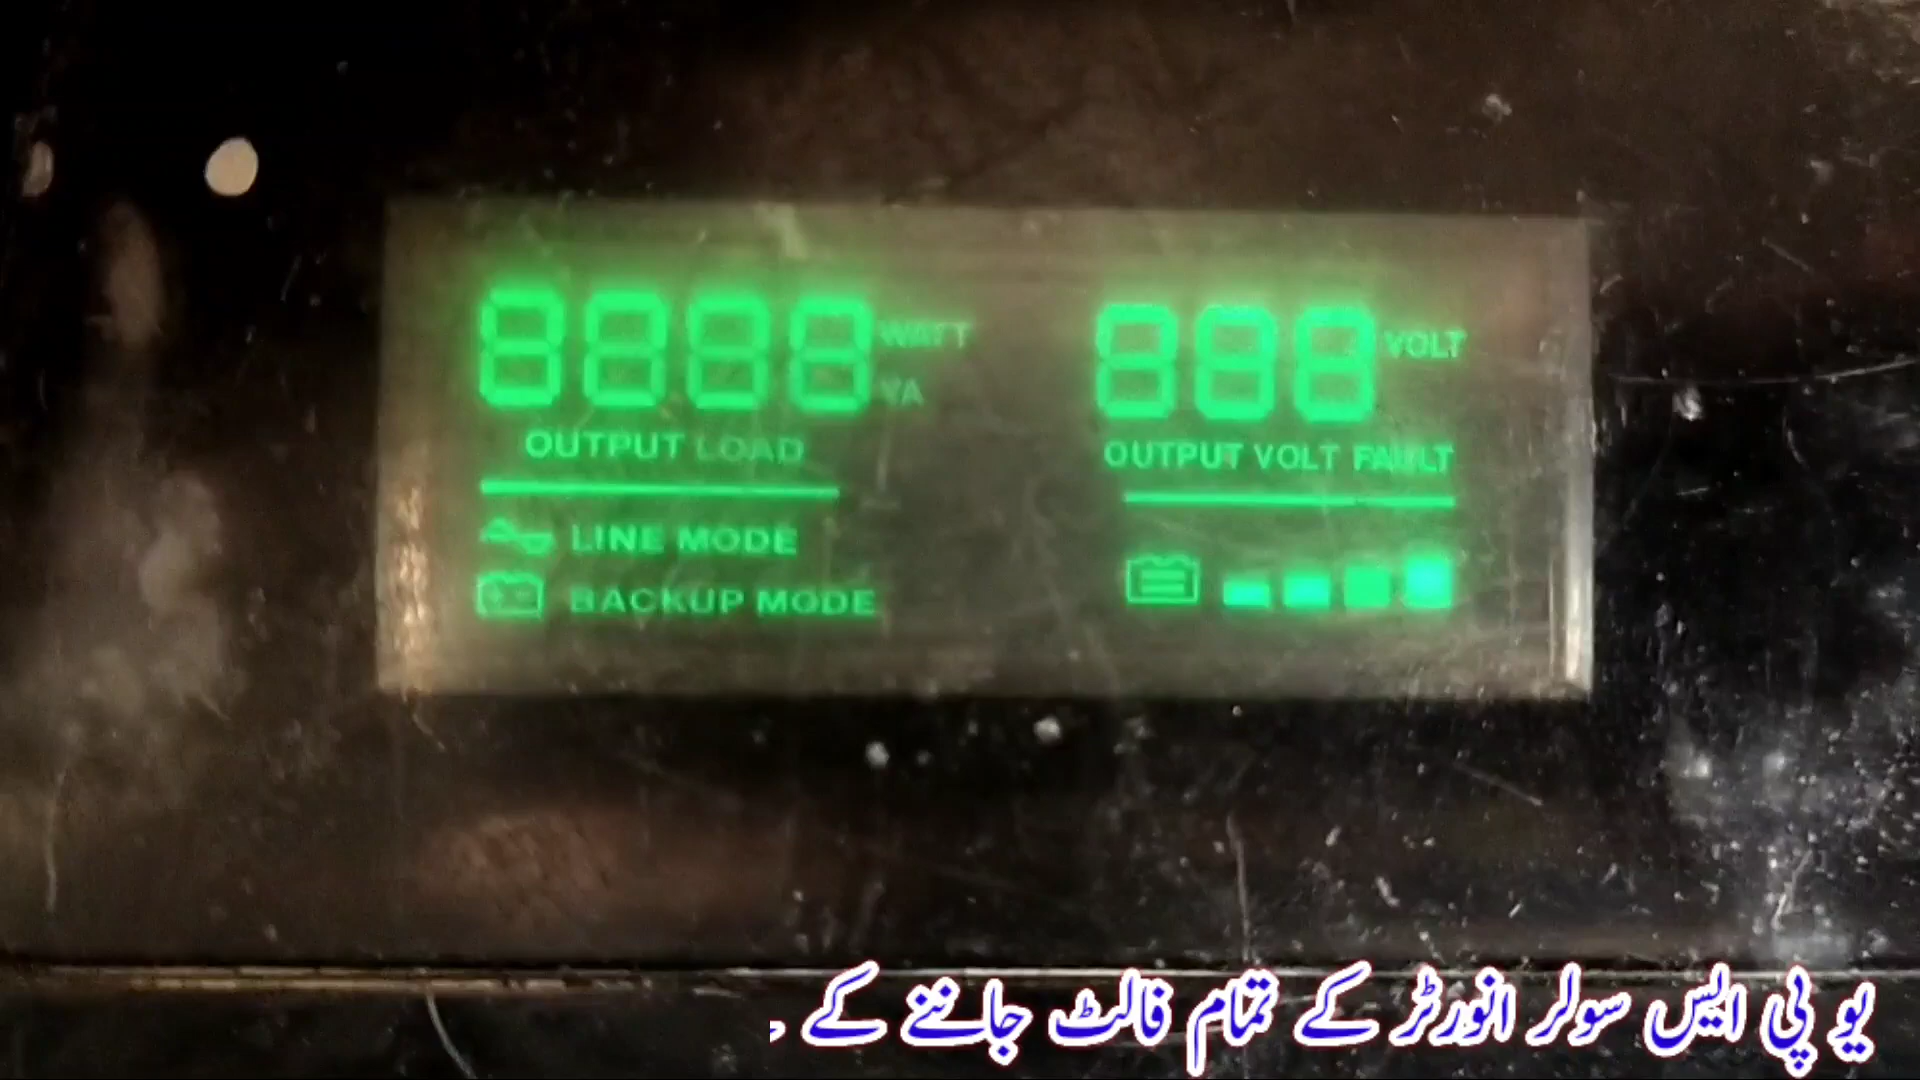 8888 WATT
VA
OUTPUT LOAD
LINE MODE
BACKUP MODE
888 VOLT
OUTPUT VOLT FAULT
یو پی ایس سولر انورٹر کے تمام فالٹ جاننے کے